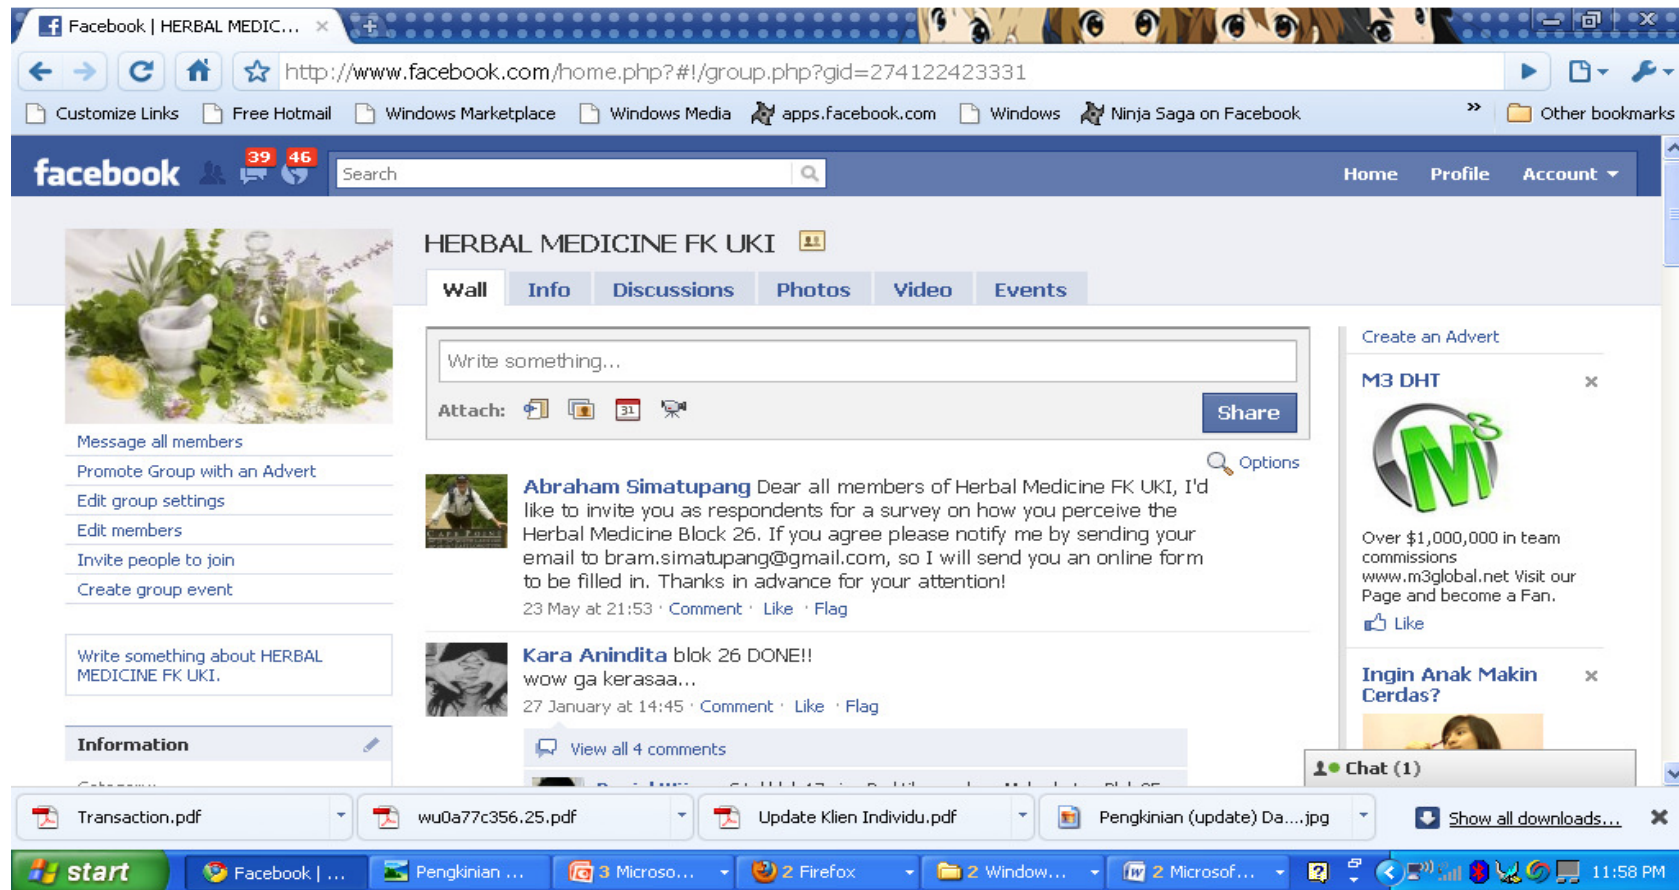 Facebook | HERBAL MEDIC...
http://www.facebook.com/home.php?#!/group.php?gid=274122423331
Customize Links Free Hotmail Windows Marketplace Windows Media apps.facebook.com Windows Ninja Saga on Facebook » Other bookmarks
facebook 39 46 Search Home Profile Account
HERBAL MEDICINE FK UKI
Wall Info Discussions Photos Video Events
Write something...
Attach: 31 Share
Options
Message all members
Promote Group with an Advert
Edit group settings
Edit members
Invite people to join
Create group event
Write something about HERBAL
MEDICINE FK UKI.
Information
Abraham Simatupang Dear all members of Herbal Medicine FK UKI, I'd
like to invite you as respondents for a survey on how you perceive the
Herbal Medicine Block 26. If you agree please notify me by sending your
email to bram.simatupang@gmail.com, so I will send you an online form
to be filled in. Thanks in advance for your attention!
23 May at 21:53 · Comment · Like · Flag
Kara Anindita blok 26 DONE!!
wow ga kerasaa...
27 January at 14:45 · Comment · Like · Flag
View all 4 comments
Create an Advert
M3 DHT
M3
Over $1,000,000 in team
commissions
www.m3global.net Visit our
Page and become a Fan.
Like
Ingin Anak Makin
Cerdas?
Chat (1)
Transaction.pdf wu0a77c356.25.pdf Update Klien Individu.pdf Pengkinian (update) Da....jpg Show all downloads...
start Facebook | ... Pengkinian ... 3 Microso... 2 Firefox 2 Window... 2 Microsof... 11:58 PM